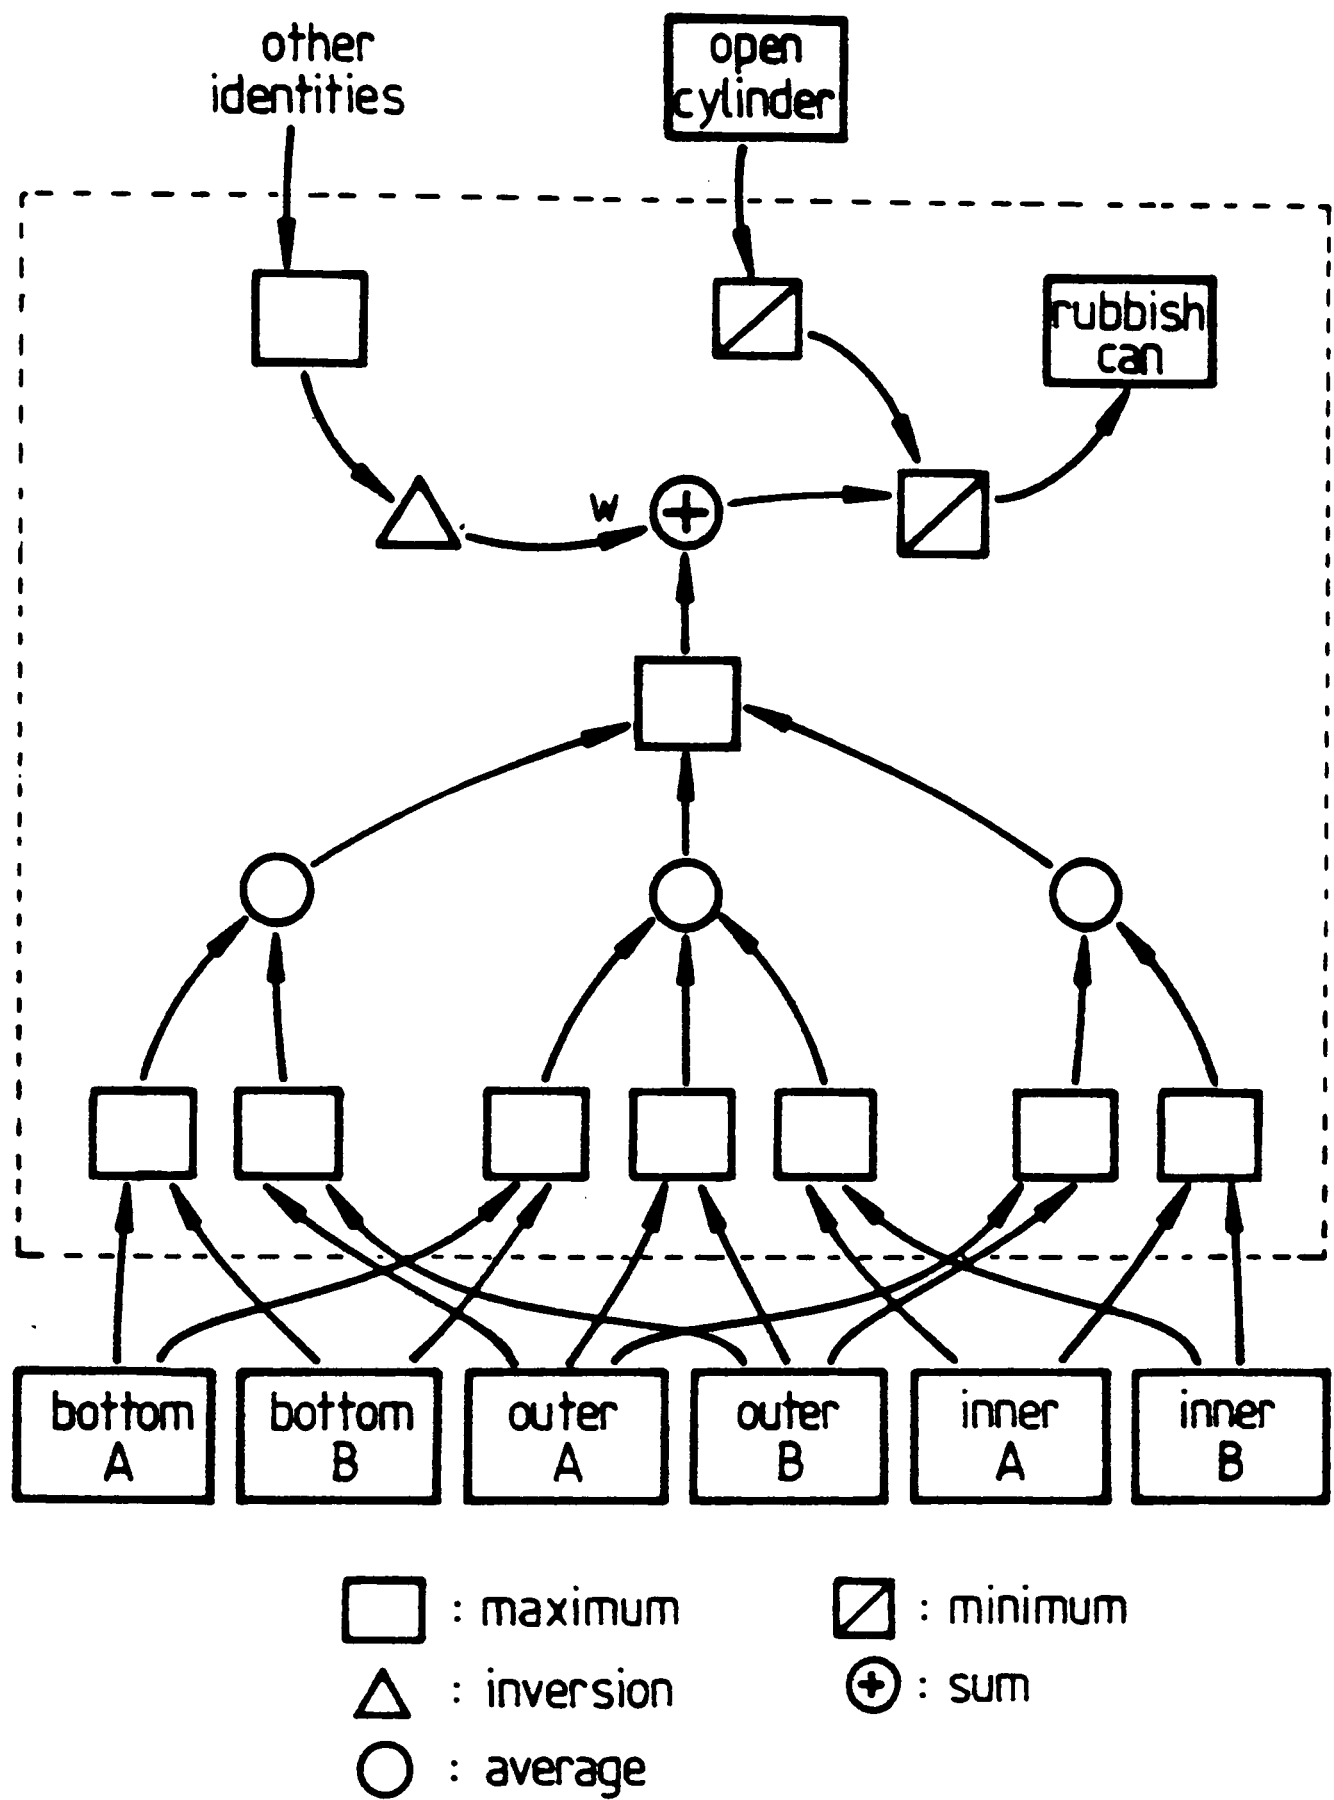 other
identities
open
cylinder
rubbish
can
w
bottom
A
bottom
B
outer
A
outer
B
inner
A
inner
B
: maximum
: minimum
: inversion
: sum
: average